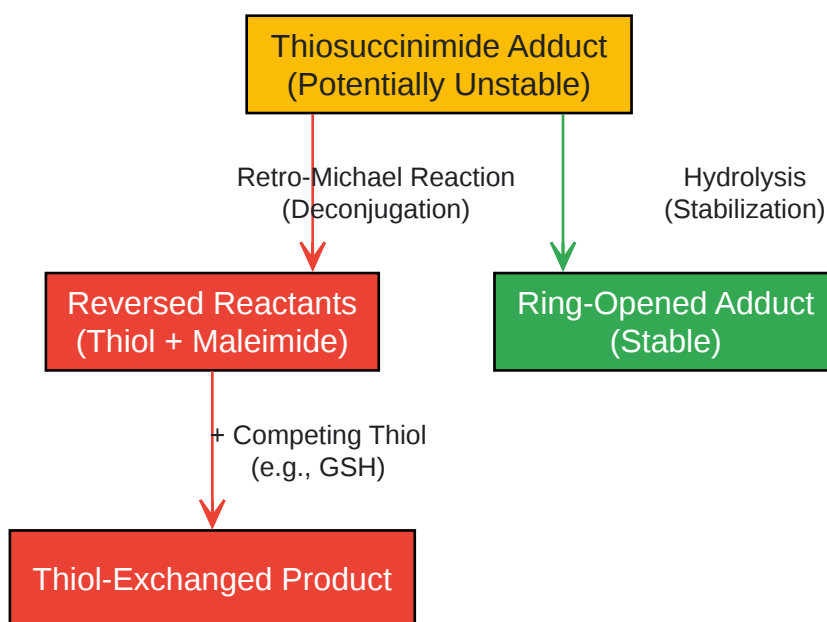 Thiosuccinimide Adduct
(Potentially Unstable)
Retro-Michael Reaction
(Deconjugation)
Hydrolysis
(Stabilization)
Reversed Reactants
(Thiol + Maleimide)
Ring-Opened Adduct
(Stable)
+ Competing Thiol
(e.g., GSH)
Thiol-Exchanged Product